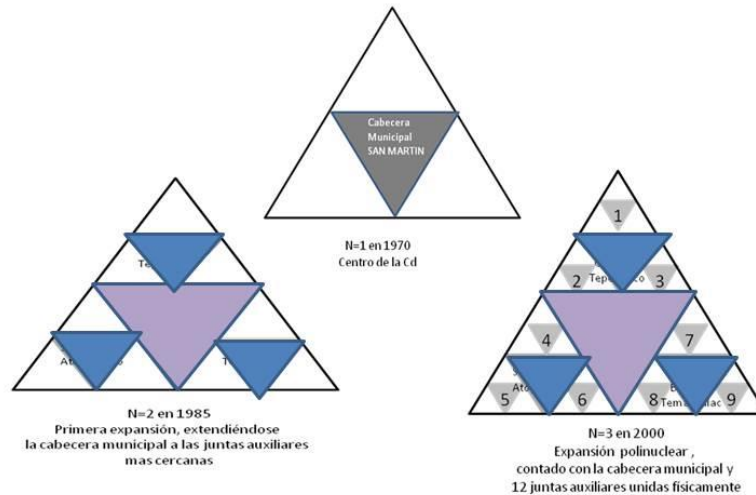 Cabecera
Municipal
SAN MARTIN
N=1 en 1970
Centro de la Cd
N=2 en 1985
Primera expansión, extendiéndose
la cabecera municipal a las juntas auxiliares
mas cercanas
1
2
3
4
7
5
6
8
9
N=3 en 2000
Expansión polinuclear ,
contado con la cabecera municipal y
12 juntas auxiliares unidas físicamente